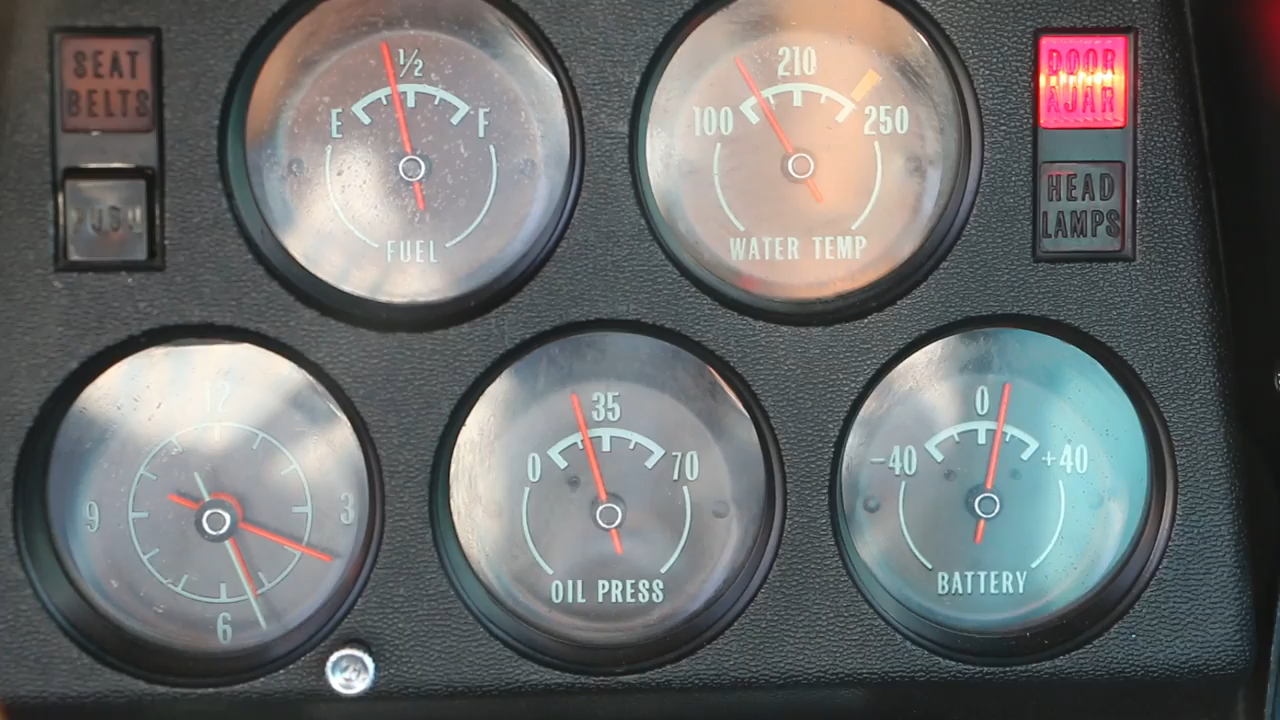 SEAT
BELTS
PUSH
1/2
E
F
FUEL
210
100
250
WATER TEMP
DOOR
AJAR
HEAD
LAMPS
12
9
3
6
35
0
70
OIL PRESS
0
-40
+40
BATTERY